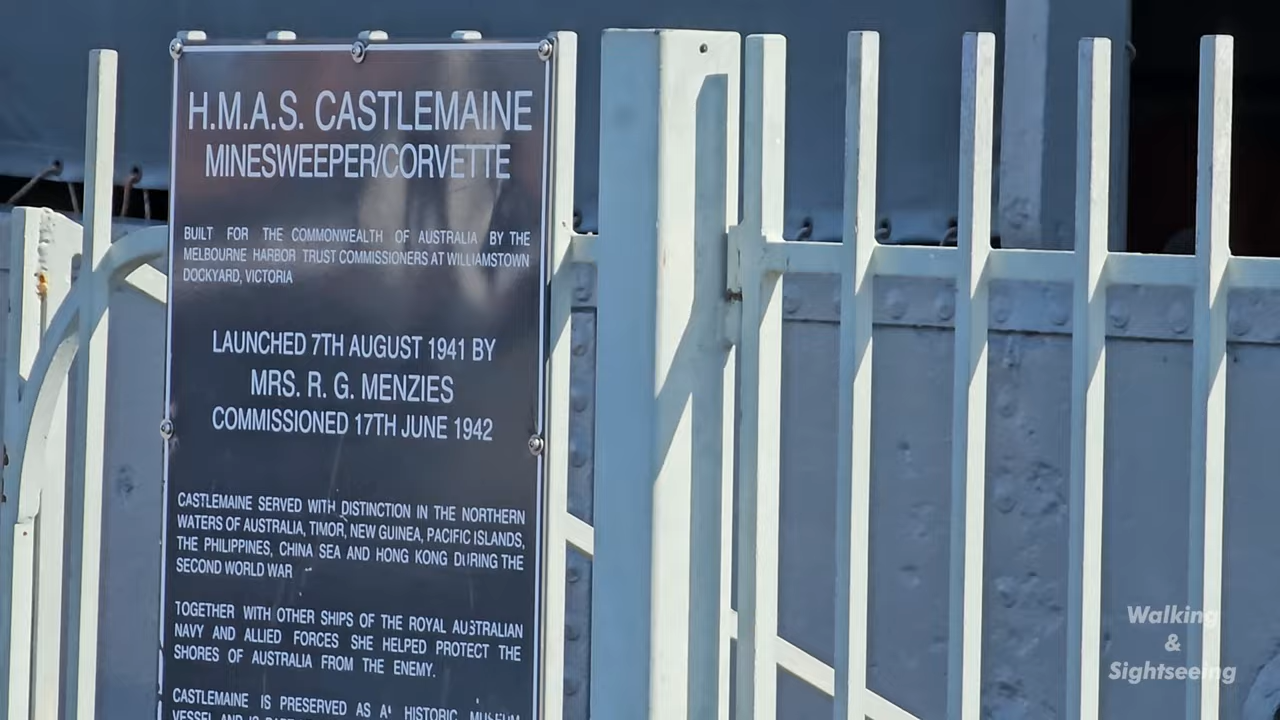 H.M.A.S. CASTLEMAINE
MINESWEEPER/CORVETTE
BUILT FOR THE COMMONWEALTH OF AUSTRALIA BY THE
MELBOURNE HARBOR TRUST COMMISSIONERS AT WILLIAMSTOWN
DOCKYARD, VICTORIA
LAUNCHED 7TH AUGUST 1941 BY
MRS. R. G. MENZIES
COMMISSIONED 17TH JUNE 1942
CASTLEMAINE SERVED WITH DISTINCTION IN THE NORTHERN
WATERS OF AUSTRALIA, TIMOR, NEW GUINEA, PACIFIC ISLANDS,
THE PHILIPPINES, CHINA SEA AND HONG KONG DURING THE
SECOND WORLD WAR
TOGETHER WITH OTHER SHIPS OF THE ROYAL AUSTRALIAN
NAVY AND ALLIED FORCES SHE HELPED PROTECT THE
SHORES OF AUSTRALIA FROM THE ENEMY.
CASTLEMAINE IS PRESERVED AS A HISTORIC MUSEUM
VESSEL AND IS
Walking
&
Sightseeing